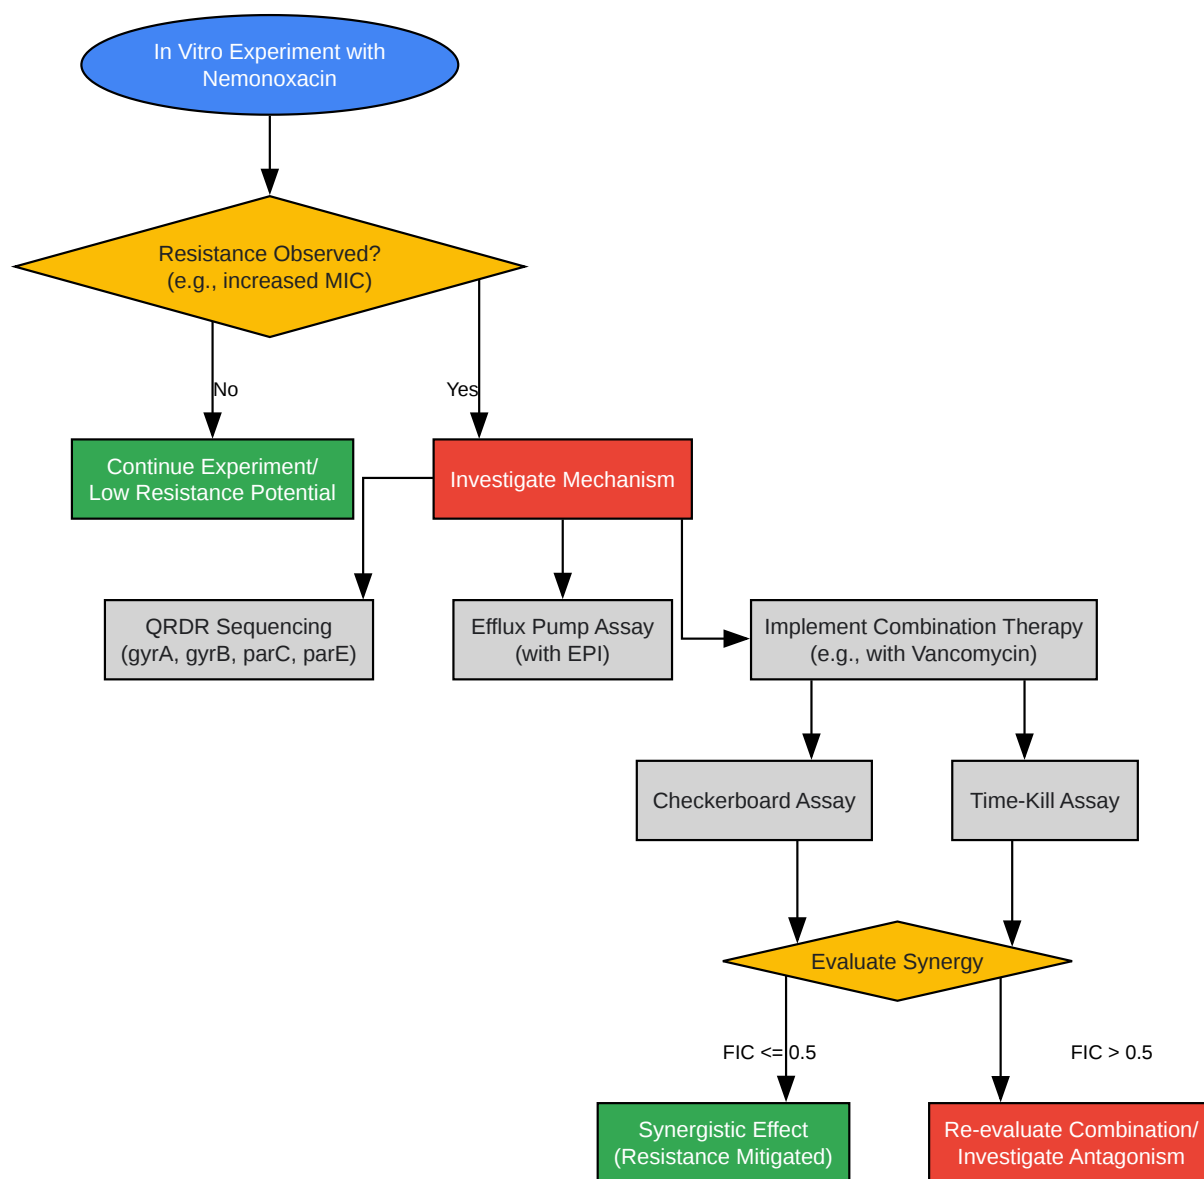 In Vitro Experiment with
Nemonoxacin
Resistance Observed?
(e.g., increased MIC)
No
Yes
Continue Experiment/
Low Resistance Potential
Investigate Mechanism
QRDR Sequencing
(gyrA, gyrB, parC, parE)
Efflux Pump Assay
(with EPI)
Implement Combination Therapy
(e.g., with Vancomycin)
Checkerboard Assay
Time-Kill Assay
Evaluate Synergy
FIC <= 0.5
FIC > 0.5
Synergistic Effect
(Resistance Mitigated)
Re-evaluate Combination/
Investigate Antagonism